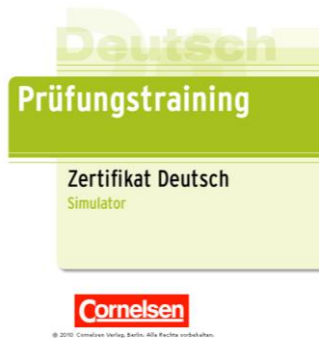 Deutsch
Prüfungstraining
Zertifikat Deutsch
Simulator
Cornelsen
© 2010 Cornelsen Verlag, Berlin. Alle Rechte vorbehalten.